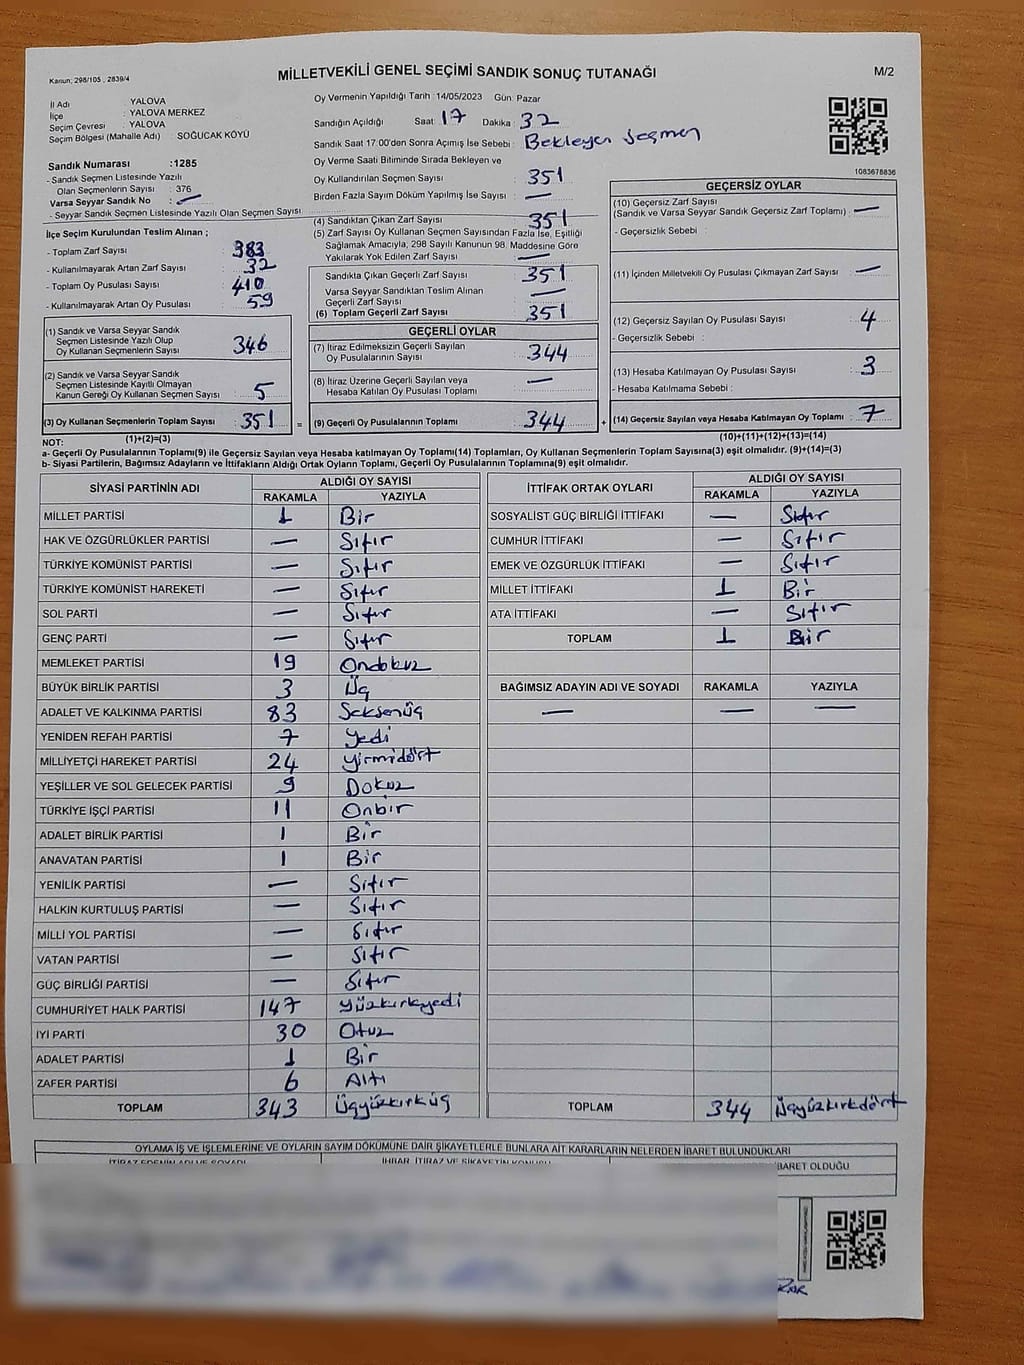 Kanun; 298/105 , 2839/4
MİLLETVEKİLİ GENEL SEÇİMİ SANDIK SONUÇ TUTANAĞI
M/2
İl Adı : YALOVA
İlçe : YALOVA MERKEZ
Seçim Çevresi : YALOVA
Seçim Bölgesi (Mahalle Adı) SOĞUCAK KÖYÜ
Sandık Numarası :1285
- Sandık Seçmen Listesinde Yazılı
Olan Seçmenlerin Sayısı : 376
Varsa Seyyar Sandık No : —
- Seyyar Sandık Seçmen Listesinde Yazılı Olan Seçmen Sayısı
Oy Vermenin Yapıldığı Tarih :14/05/2023 Gün: Pazar
Sandığın Açıldığı Saat : 17 Dakika : 32
Sandık Saat 17.00'den Sonra Açımış İse Sebebi : Bekleyen Seçmen
Oy Verme Saati Bitiminde Sırada Bekleyen ve
Oy Kullandırılan Seçmen Sayısı : 351
Birden Fazla Sayım Döküm Yapılmış İse Sayısı : —
1083678836
İlçe Seçim Kurulundan Teslim Alınan ;
- Toplam Zarf Sayısı : 383
- Kullanılmayarak Artan Zarf Sayısı : 32
- Toplam Oy Pusulası Sayısı : 410
- Kullanılmayarak Artan Oy Pusulası : 59
(1) Sandık ve Varsa Seyyar Sandık
Seçmen Listesinde Yazılı Olup
Oy Kullanan Seçmenlerin Sayısı : 346
(2) Sandık ve Varsa Seyyar Sandık
Seçmen Listesinde Kayıtlı Olmayan
Kanun Gereği Oy Kullanan Seçmen Sayısı : 5
(3) Oy Kullanan Seçmenlerin Toplam Sayısı : 351 =
(1)+(2)=(3)
(4) Sandıktan Çıkan Zarf Sayısı : 351
(5) Zarf Sayısı Oy Kullanan Seçmen Sayısından Fazla İse, Eşitliği
Sağlamak Amacıyla, 298 Sayılı Kanunun 98. Maddesine Göre
Yakılarak Yok Edilen Zarf Sayısı : —
Sandıkta Çıkan Geçerli Zarf Sayısı : 351
Varsa Seyyar Sandıktan Teslim Alınan
Geçerli Zarf Sayısı : —
(6) Toplam Geçerli Zarf Sayısı : 351
GEÇERLİ OYLAR
(7) İtiraz Edilmeksizin Geçerli Sayılan
Oy Pusulalarının Sayısı : 344
(8) İtiraz Üzerine Geçerli Sayılan veya
Hesaba Katılan Oy Pusulası Toplamı : —
(9) Geçerli Oy Pusulalarının Toplamı : 344 +
GEÇERSİZ OYLAR
(10) Geçersiz Zarf Sayısı
(Sandık ve Varsa Seyyar Sandık Geçersiz Zarf Toplamı) : —
- Geçersizlik Sebebi :
(11) İçinden Milletvekili Oy Pusulası Çıkmayan Zarf Sayısı : —
(12) Geçersiz Sayılan Oy Pusulası Sayısı : 4
- Geçersizlik Sebebi :
(13) Hesaba Katılmayan Oy Pusulası Sayısı : 3
- Hesaba Katılmama Sebebi :
(14) Geçersiz Sayılan veya Hesaba Katılmayan Oy Toplamı : 7
(10)+(11)+(12)+(13)=(14)
NOT:
a- Geçerli Oy Pusulalarının Toplamı(9) ile Geçersiz Sayılan veya Hesaba katılmayan Oy Toplamı(14) Toplamları, Oy Kullanan Seçmenlerin Toplam Sayısına(3) eşit olmalıdır. (9)+(14)=(3)
b- Siyasi Partilerin, Bağımsız Adayların ve İttifakların Aldığı Ortak Oyların Toplamı, Geçerli Oy Pusulalarının Toplamına(9) eşit olmalıdır.
SİYASİ PARTİNİN ADI ALDIĞI OY SAYISI
RAKAMLA YAZIYLA
MİLLET PARTİSİ 1 Bir
HAK VE ÖZGÜRLÜKLER PARTİSİ — Sıfır
TÜRKİYE KOMÜNİST PARTİSİ — Sıfır
TÜRKİYE KOMÜNİST HAREKETİ — Sıfır
SOL PARTİ — Sıfır
GENÇ PARTİ — Sıfır
MEMLEKET PARTİSİ 19 Ondokuz
BÜYÜK BİRLİK PARTİSİ 3 Üç
ADALET VE KALKINMA PARTİSİ 83 Seksenüç
YENİDEN REFAH PARTİSİ 7 Yedi
MİLLİYETÇİ HAREKET PARTİSİ 24 Yirmidört
YEŞİLLER VE SOL GELECEK PARTİSİ 9 Dokuz
TÜRKİYE İŞÇİ PARTİSİ 11 Onbir
ADALET BİRLİK PARTİSİ 1 Bir
ANAVATAN PARTİSİ 1 Bir
YENİLİK PARTİSİ — Sıfır
HALKIN KURTULUŞ PARTİSİ — Sıfır
MİLLİ YOL PARTİSİ — Sıfır
VATAN PARTİSİ — Sıfır
GÜÇ BİRLİĞİ PARTİSİ — Sıfır
CUMHURİYET HALK PARTİSİ 147 Yüzkırkyedi
İYİ PARTİ 30 Otuz
ADALET PARTİSİ 1 Bir
ZAFER PARTİSİ 6 Altı
TOPLAM 343 Üçyüzkırküç
İTTİFAK ORTAK OYLARI ALDIĞI OY SAYISI
RAKAMLA YAZIYLA
SOSYALİST GÜÇ BİRLİĞİ İTTİFAKI — Sıfır
CUMHUR İTTİFAKI — Sıfır
EMEK VE ÖZGÜRLÜK İTTİFAKI — Sıfır
MİLLET İTTİFAKI 1 Bir
ATA İTTİFAKI — Sıfır
TOPLAM 1 Bir
BAĞIMSIZ ADAYIN ADI VE SOYADI RAKAMLA YAZIYLA
— — —
TOPLAM 344 Üçyüzkırkdört
OYLAMA İŞ VE İŞLEMLERİNE VE OYLARIN SAYIM DÖKÜMÜNE DAİR ŞİKAYETLERLE BUNLARA AİT KARARLARIN NELERDEN İBARET BULUNDUKLARI
İTİRAZ EDENİN ADI VE SOYADI İHBAR, İTİRAZ VE ŞİKAYETİN KONUSU İBARET OLDUĞU